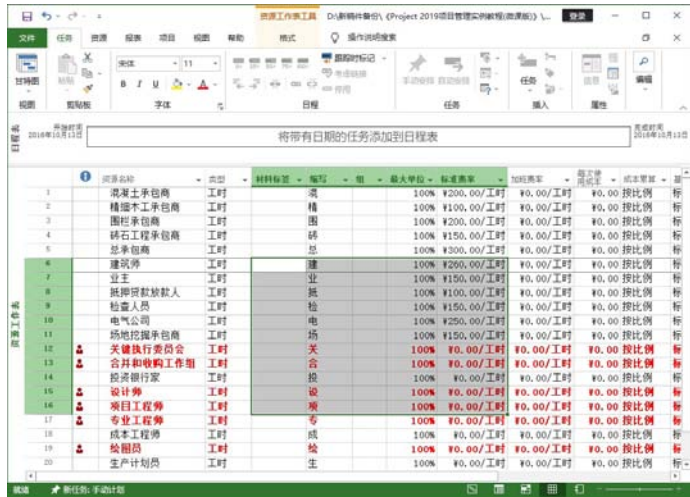 资源工作表工具 D:\新稿件备份\《Project 2019项目管理实例教程(微课版)》\... 登录
文件 任务 资源 报表 项目 视图 帮助 格式 操作说明搜索
甘特图 粘贴 宋体 11 B I U A 跟踪时标记 手动安排 自动安排 任务 信息 编辑
视图 剪贴板 字体 日程 任务 插入 属性
日程表 开始时间 2016年10月13日 将带有日期的任务添加到日程表 完成时间 2016年10月13日
资源名称 类型 材料标签 缩写 组 最大单位 标准费率 加班费率 每次使用成本 成本累算 基
资源工作表
1 混凝土承包商 工时 混 100% ¥200.00/工时 ¥0.00/工时 ¥0.00 按比例 标
2 精细木工承包商 工时 精 100% ¥100.00/工时 ¥0.00/工时 ¥0.00 按比例 标
3 围栏承包商 工时 围 100% ¥200.00/工时 ¥0.00/工时 ¥0.00 按比例 标
4 砖石工程承包商 工时 砖 100% ¥150.00/工时 ¥0.00/工时 ¥0.00 按比例 标
5 总承包商 工时 总 100% ¥300.00/工时 ¥0.00/工时 ¥0.00 按比例 标
6 建筑师 工时 建 100% ¥260.00/工时 ¥0.00/工时 ¥0.00 按比例 标
7 业主 工时 业 100% ¥150.00/工时 ¥0.00/工时 ¥0.00 按比例 标
8 抵押贷款放款人 工时 抵 100% ¥100.00/工时 ¥0.00/工时 ¥0.00 按比例 标
9 检查人员 工时 检 100% ¥150.00/工时 ¥0.00/工时 ¥0.00 按比例 标
10 电气公司 工时 电 100% ¥250.00/工时 ¥0.00/工时 ¥0.00 按比例 标
11 场地挖掘承包商 工时 场 100% ¥150.00/工时 ¥0.00/工时 ¥0.00 按比例 标
12 关键执行委员会 工时 关 100% ¥0.00/工时 ¥0.00/工时 ¥0.00 按比例 标
13 合并和收购工作组 工时 合 100% ¥0.00/工时 ¥0.00/工时 ¥0.00 按比例 标
14 投资银行家 工时 投 100% ¥0.00/工时 ¥0.00/工时 ¥0.00 按比例 标
15 设计师 工时 设 100% ¥0.00/工时 ¥0.00/工时 ¥0.00 按比例 标
16 项目工程师 工时 项 100% ¥0.00/工时 ¥0.00/工时 ¥0.00 按比例 标
17 专业工程师 工时 专 100% ¥0.00/工时 ¥0.00/工时 ¥0.00 按比例 标
18 成本工程师 工时 成 100% ¥0.00/工时 ¥0.00/工时 ¥0.00 按比例 标
19 绘图员 工时 绘 100% ¥0.00/工时 ¥0.00/工时 ¥0.00 按比例 标
20 生产计划员 工时 生 100% ¥0.00/工时 ¥0.00/工时 ¥0.00 按比例 标
就绪 新任务: 手动计划